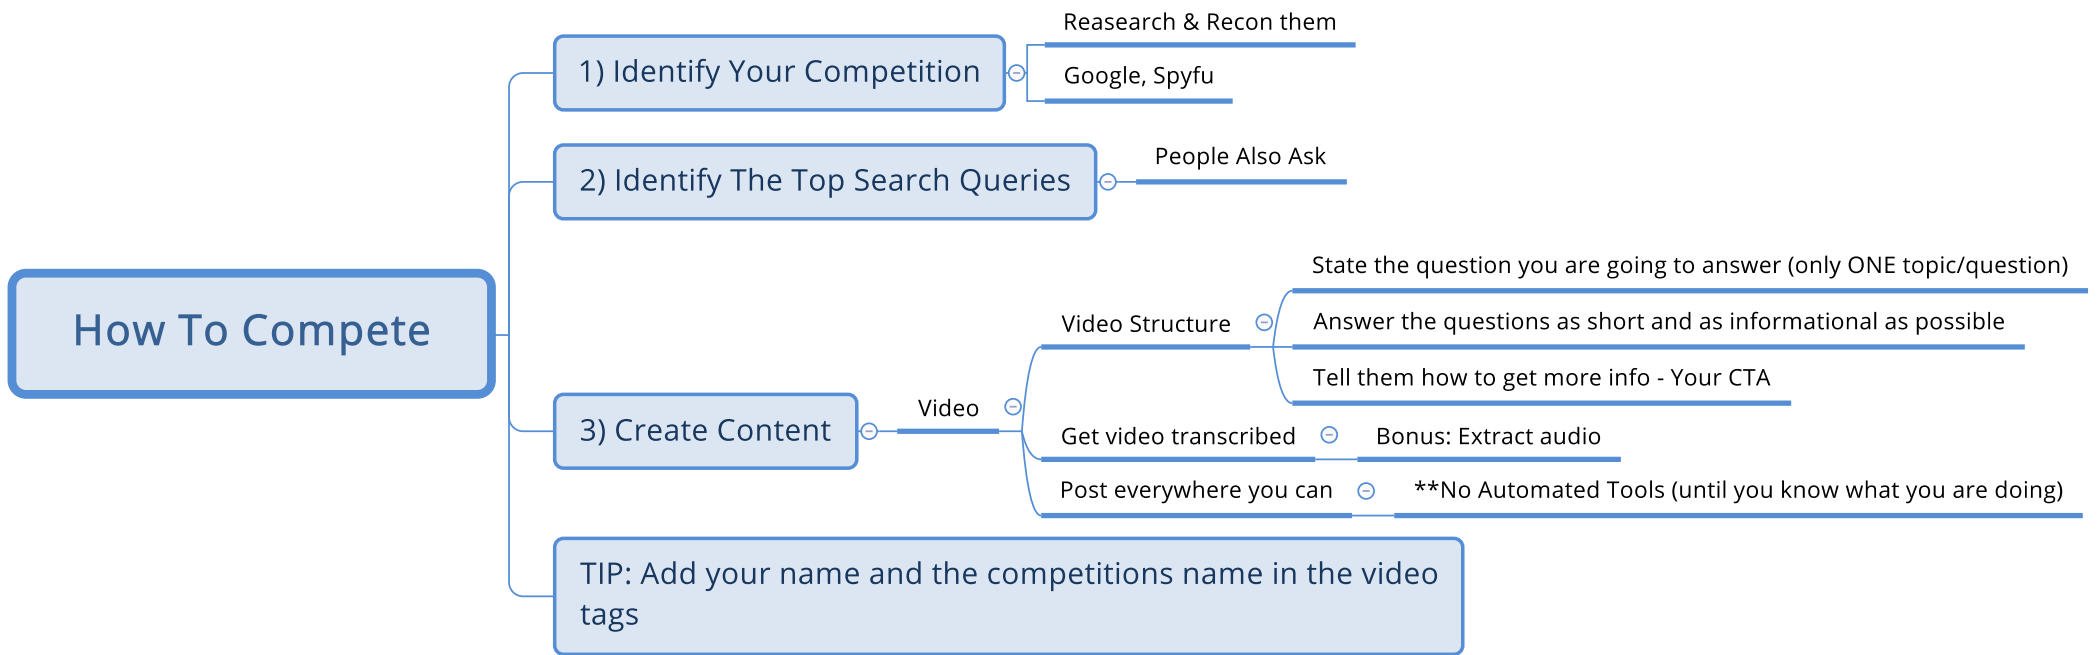 How To Compete
1) Identify Your Competition
Reasearch & Recon them
Google, Spyfu
2) Identify The Top Search Queries
People Also Ask
3) Create Content
Video
Video Structure
State the question you are going to answer (only ONE topic/question)
Answer the questions as short and as informational as possible
Tell them how to get more info - Your CTA
Get video transcribed
Bonus: Extract audio
Post everywhere you can
**No Automated Tools (until you know what you are doing)
TIP: Add your name and the competitions name in the video
tags